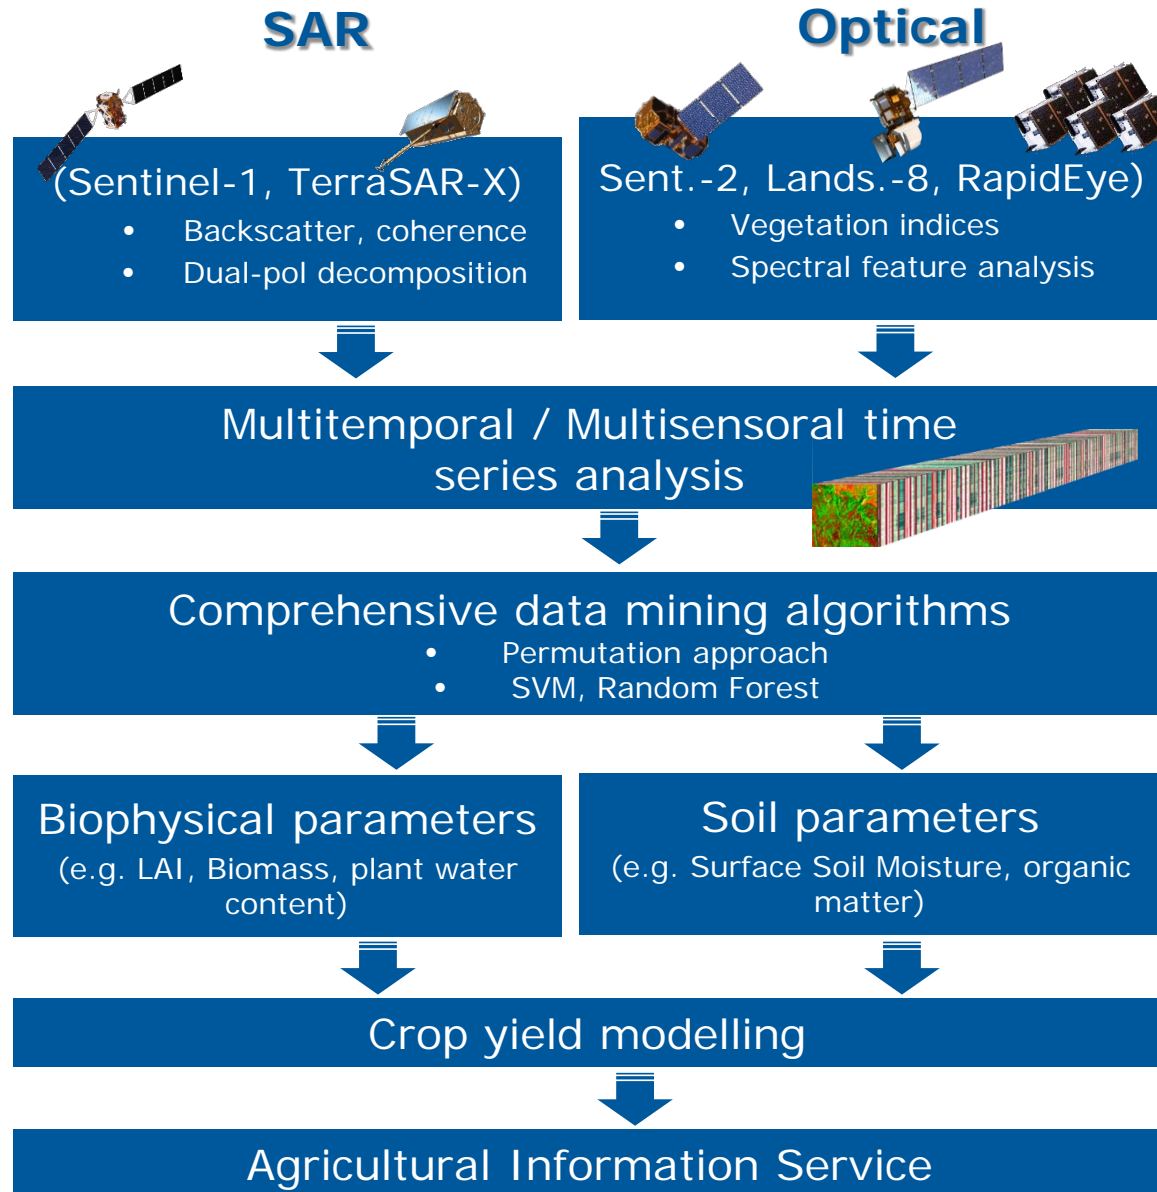 SAR
Optical
(Sentinel-1, TerraSAR-X)
• Backscatter, coherence
• Dual-pol decomposition
Sent.-2, Lands.-8, RapidEye)
• Vegetation indices
• Spectral feature analysis
Multitemporal / Multisensoral time
series analysis
Comprehensive data mining algorithms
• Permutation approach
• SVM, Random Forest
Biophysical parameters
(e.g. LAI, Biomass, plant water
content)
Soil parameters
(e.g. Surface Soil Moisture, organic
matter)
Crop yield modelling
Agricultural Information Service